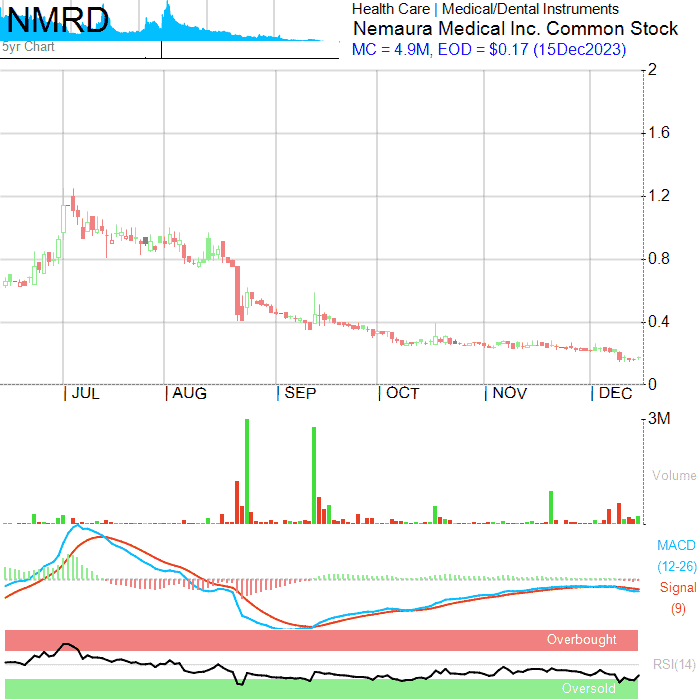 NMRD
5yr Chart
Health Care | Medical/Dental Instruments
Nemaura Medical Inc. Common Stock
MC = 4.9M, EOD = $0.17 (15Dec2023)
2
1.6
1.2
0.8
0.4
0
JUL AUG SEP OCT NOV DEC
3M
Volume
MACD
(12-26)
Signal
(9)
Overbought
RSI(14)
Oversold